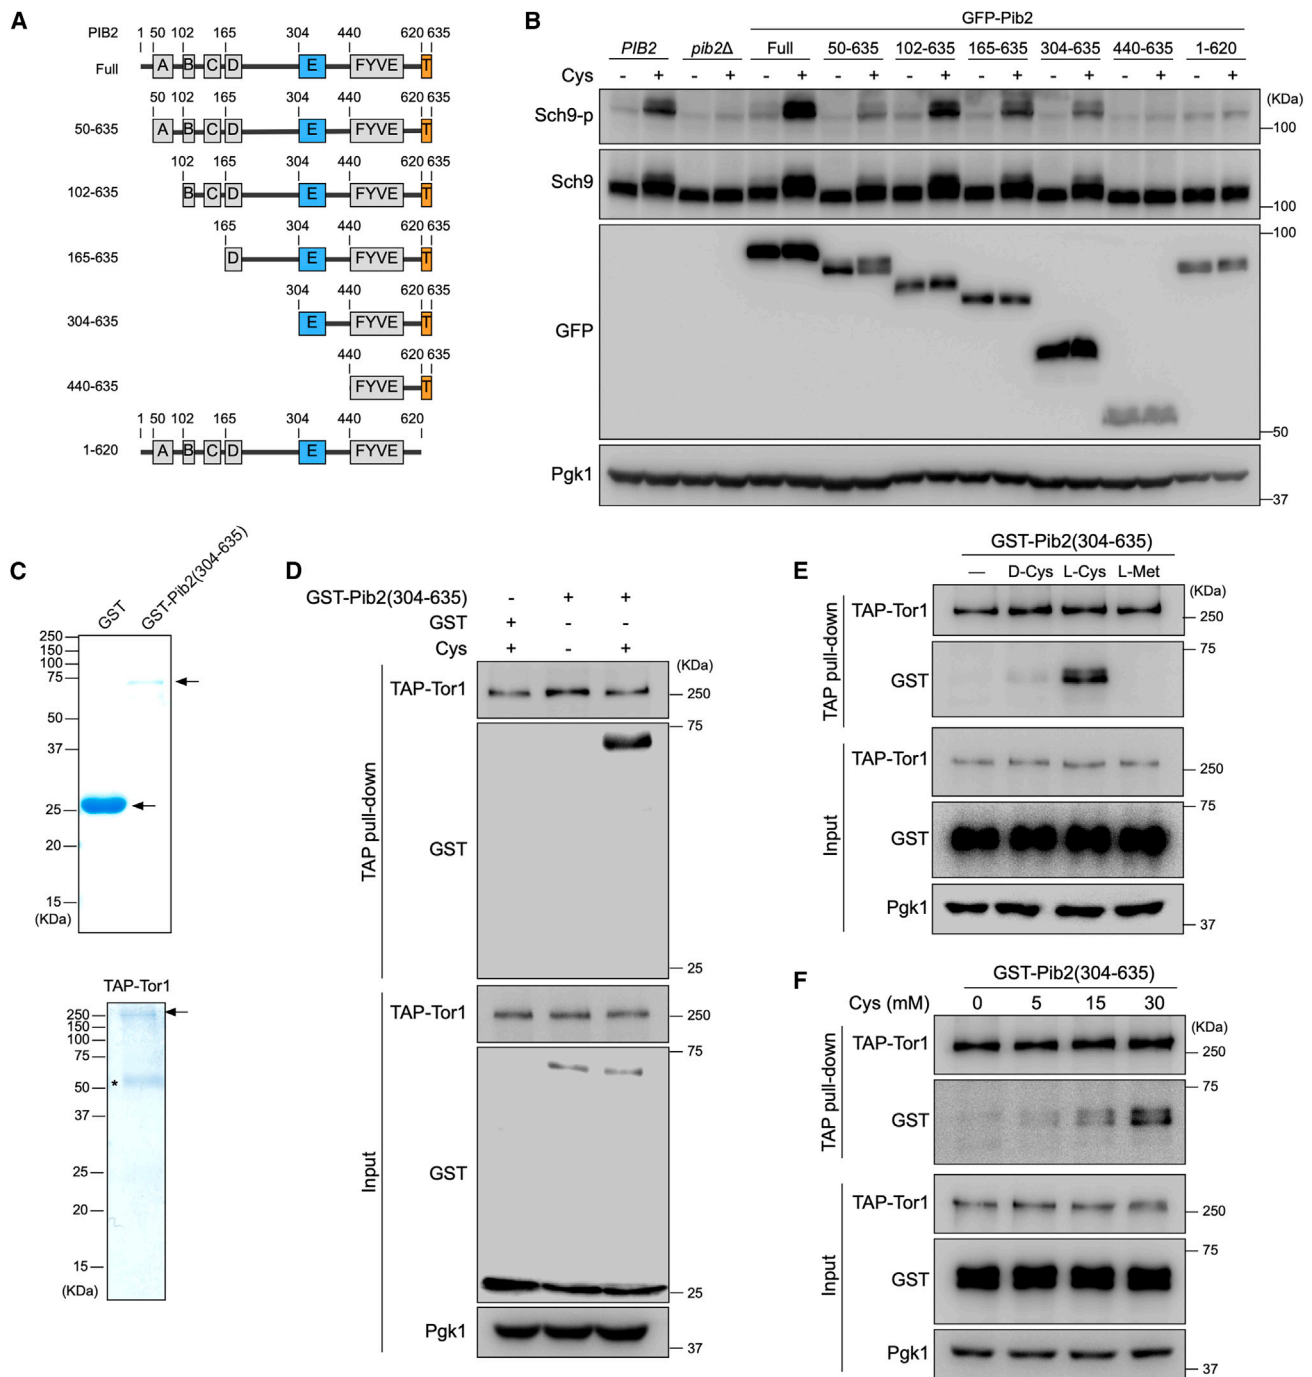 A
PIB2
1 50 102 165 304 440 620 635
Full
A B C D E FYVE T
50 102 165 304 440 620 635
50-635
A B C D E FYVE T
102 165 304 440 620 635
102-635
B C D E FYVE T
165 304 440 620 635
165-635
D E FYVE T
304 440 620 635
304-635
E FYVE T
440 620 635
440-635
FYVE T
1 50 102 165 304 440 620
1-620
A B C D E FYVE
B
GFP-Pib2
PIB2 pib2Δ Full 50-635 102-635 165-635 304-635 440-635 1-620
Cys - + - + - + - + - + - + - + - + - +
(KDa)
Sch9-p
100
Sch9
100
100
GFP
50
Pgk1
37
C
GST
GST-Pib2(304-635)
250
150
100
75
50
37
25
20
15
(KDa)
TAP-Tor1
250
150
100
75
50
*
37
25
20
15
(KDa)
D
GST-Pib2(304-635) - + +
GST + - -
Cys + - +
(KDa)
TAP pull-down
TAP-Tor1
250
75
GST
25
Input
TAP-Tor1
250
75
GST
25
Pgk1
37
E
GST-Pib2(304-635)
— D-Cys L-Cys L-Met
(KDa)
TAP pull-down
TAP-Tor1
250
75
GST
Input
TAP-Tor1
250
75
GST
Pgk1
37
F
GST-Pib2(304-635)
Cys (mM) 0 5 15 30
(KDa)
TAP pull-down
TAP-Tor1
250
75
GST
Input
TAP-Tor1
250
75
GST
Pgk1
37